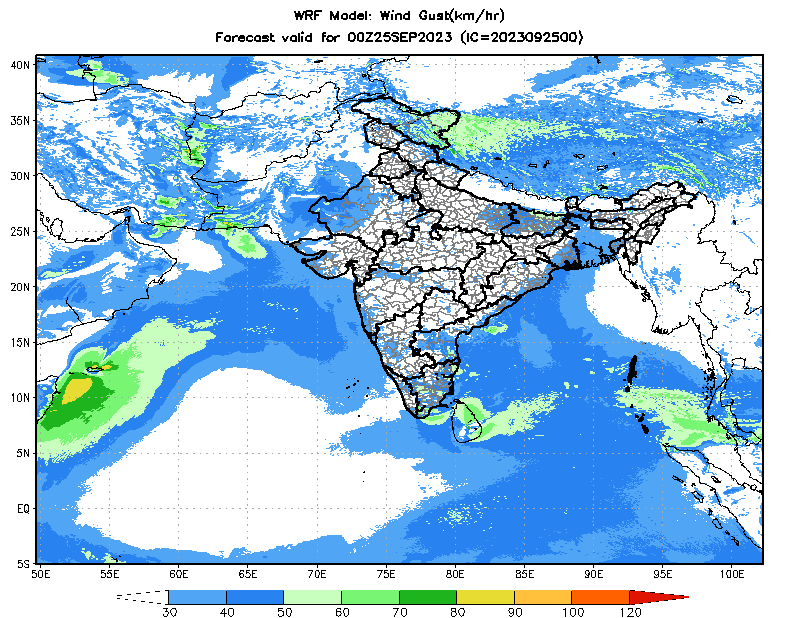 WRF Model: Wind Gust(km/hr)
Forecast valid for 00Z25SEP2023 (IC=2023092500)
40N
35N
30N
25N
20N
15N
10N
5N
EQ
5S
50E 55E 60E 65E 70E 75E 80E 85E 90E 95E 100E
30 40 50 60 70 80 90 100 120